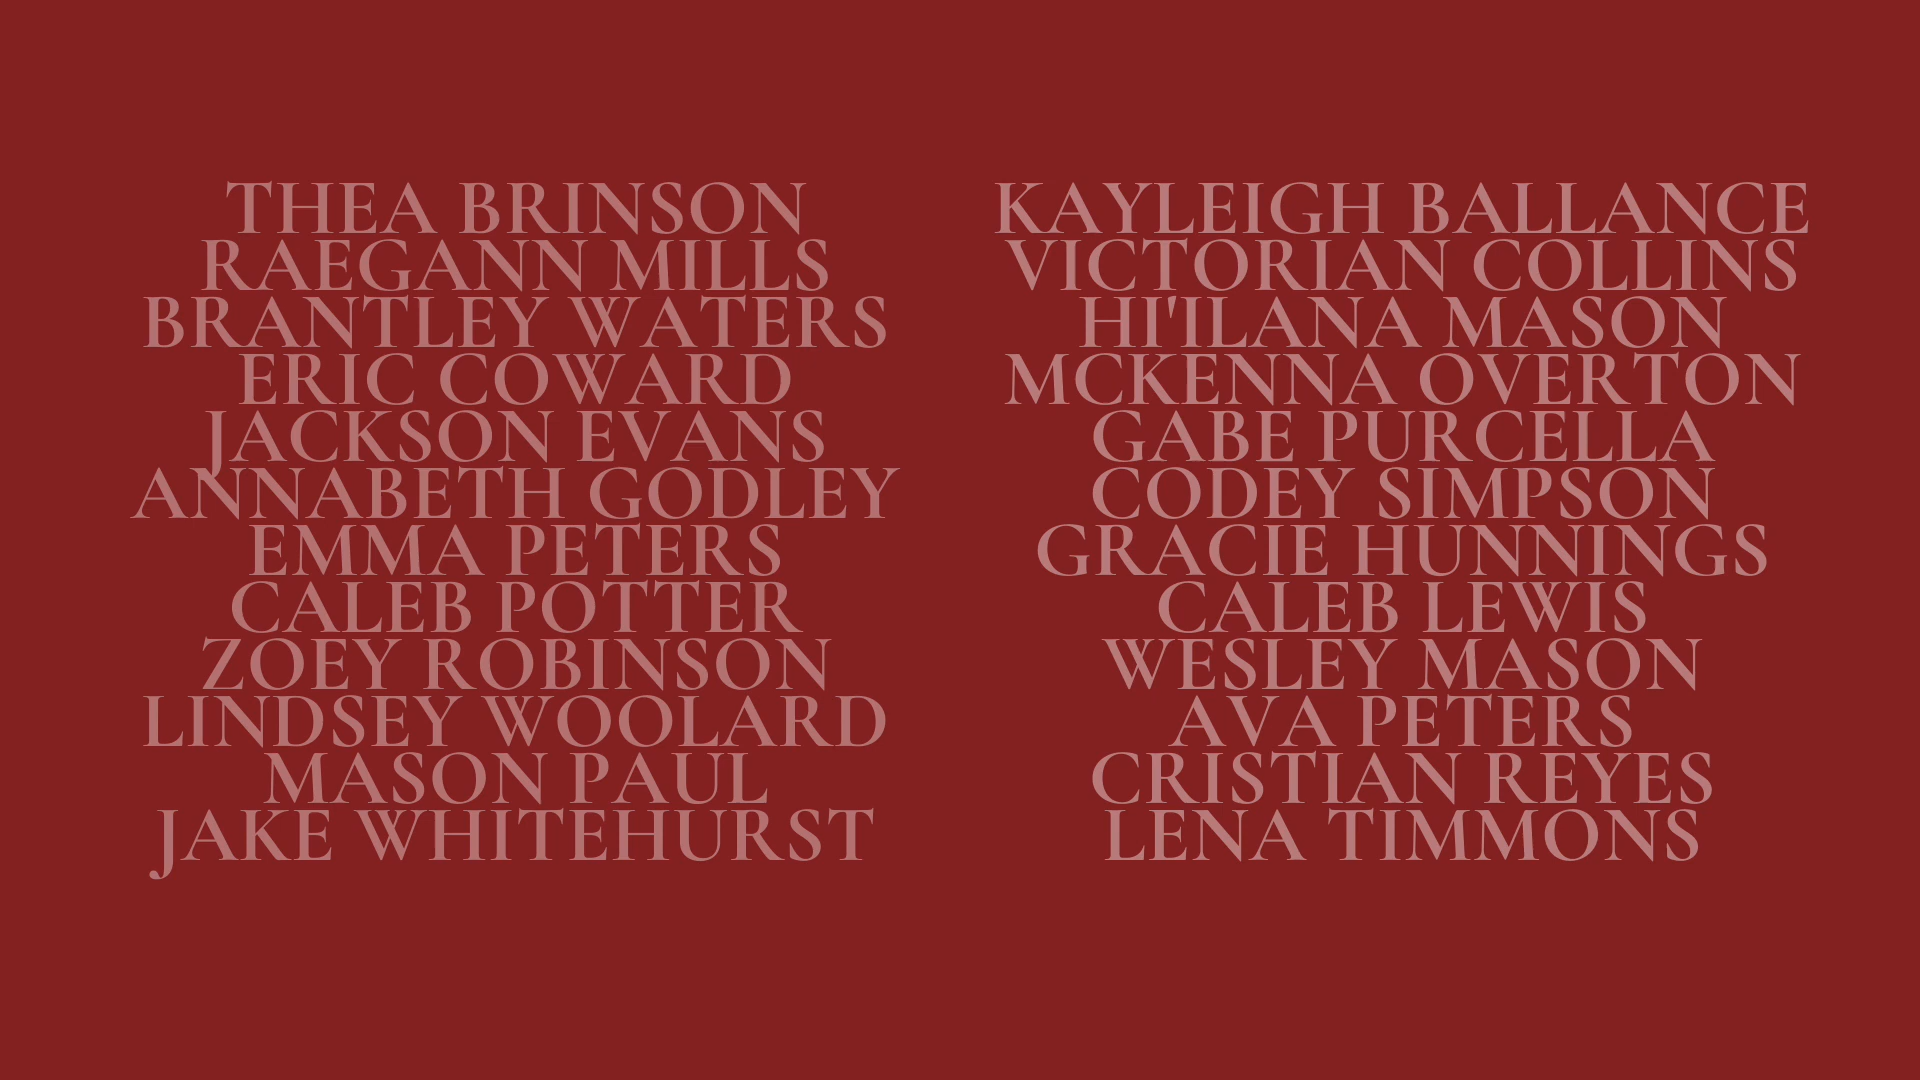 THEA BRINSON
RAEGANN MILLS
BRANTLEY WATERS
ERIC COWARD
JACKSON EVANS
ANNABETH GODLEY
EMMA PETERS
CALEB POTTER
ZOEY ROBINSON
LINDSEY WOOLARD
MASON PAUL
JAKE WHITEHURST
KAYLEIGH BALLANCE
VICTORIAN COLLINS
HI'ILANA MASON
MCKENNA OVERTON
GABE PURCELLA
CODEY SIMPSON
GRACIE HUNNINGS
CALEB LEWIS
WESLEY MASON
AVA PETERS
CRISTIAN REYES
LENA TIMMONS